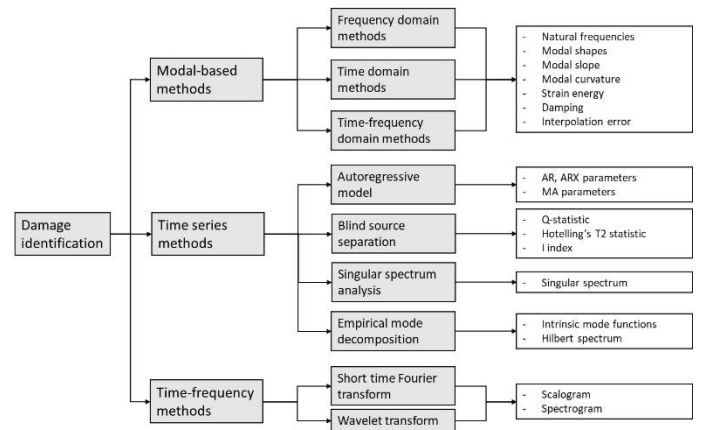 Damage
identification
Modal-based
methods
Frequency domain
methods
Time domain
methods
Time-frequency
domain methods
- Natural frequencies
- Modal shapes
- Modal slope
- Modal curvature
- Strain energy
- Damping
- Interpolation error
Time series
methods
Autoregressive
model
- AR, ARX parameters
- MA parameters
Blind source
separation
- Q-statistic
- Hotelling's T2 statistic
- I index
Singular spectrum
analysis
- Singular spectrum
Empirical mode
decomposition
- Intrinsic mode functions
- Hilbert spectrum
Time-frequency
methods
Short time Fourier
transform
Wavelet transform
- Scalogram
- Spectrogram